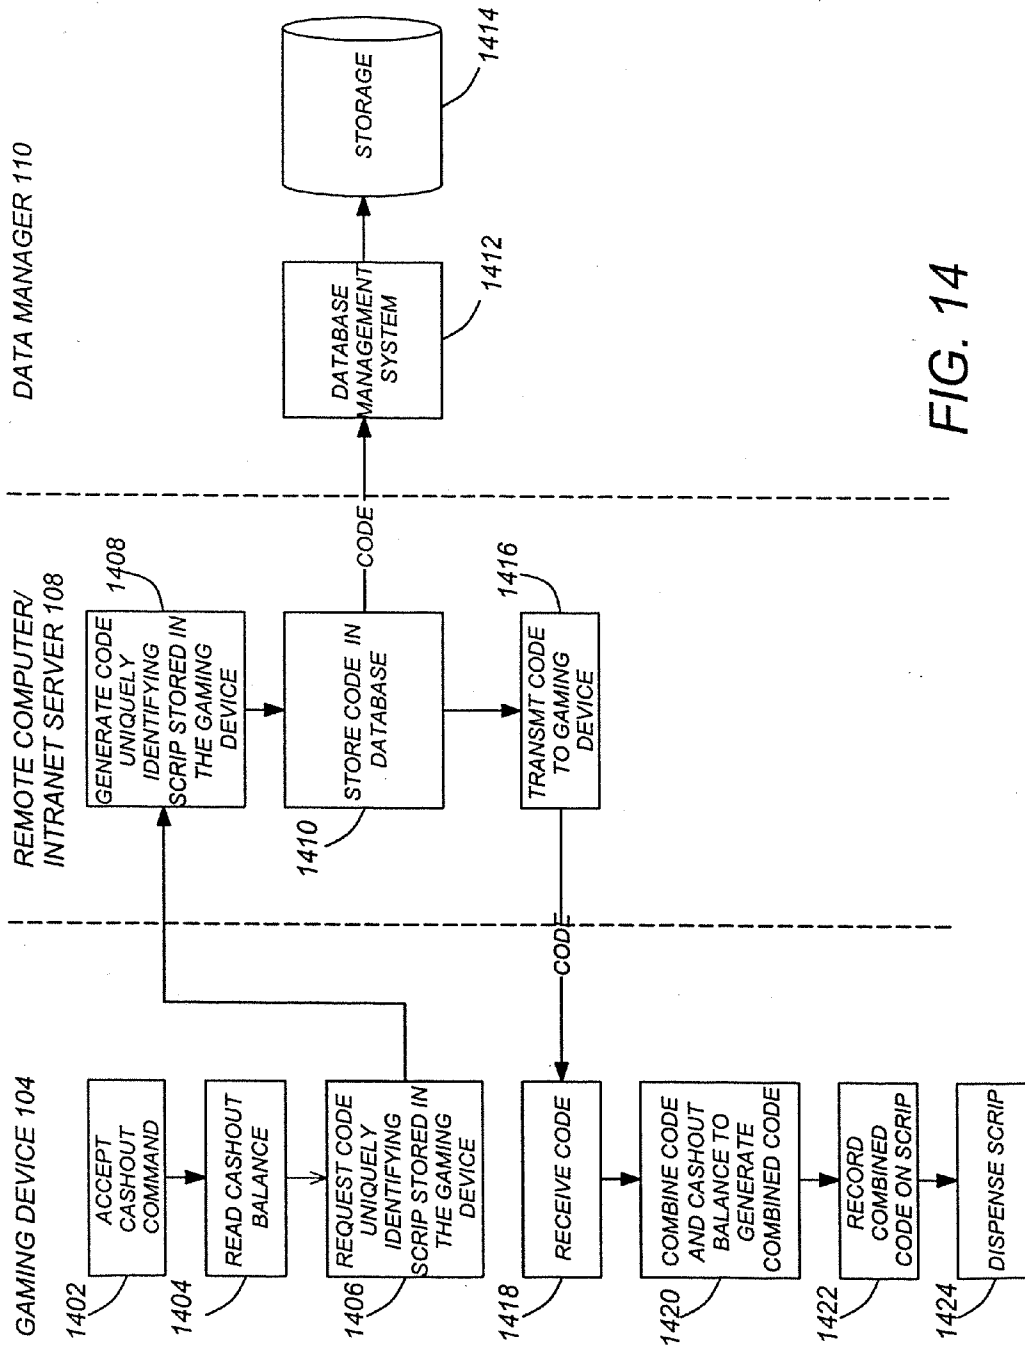 GAMING DEVICE 104
1402
ACCEPT
CASHOUT
COMMAND
1404
READ CASHOUT
BALANCE
1406
REQUEST CODE
UNIQUELY
IDENTIFYING
SCRIP STORED IN
THE GAMING
DEVICE
1418
RECEIVE CODE
1420
COMBINE CODE
AND CASHOUT
BALANCE TO
GENERATE
COMBINED CODE
1422
RECORD
COMBINED
CODE ON SCRIP
1424
DISPENSE SCRIP
REMOTE COMPUTER/
INTRANET SERVER 108
1408
GENERATE CODE
UNIQUELY
IDENTIFYING
SCRIP STORED IN
THE GAMING
DEVICE
1410
STORE CODE IN
DATABASE
1416
TRANSMT CODE
TO GAMING
DEVICE
CODE
CODE
DATA MANAGER 110
DATABASE
MANAGEMENT
SYSTEM
1412
STORAGE
1414
FIG. 14